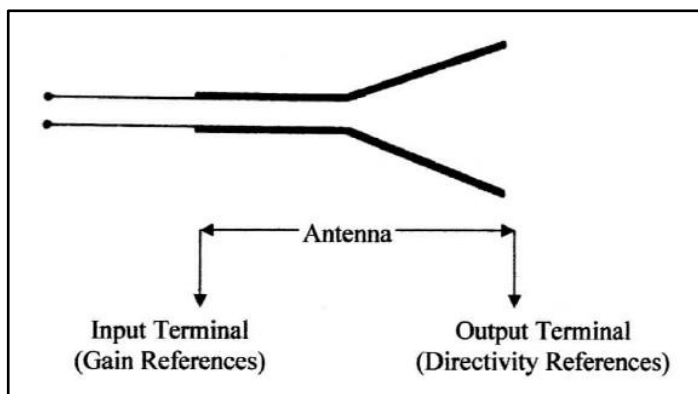 Antenna
Input Terminal
(Gain References)
Output Terminal
(Directivity References)